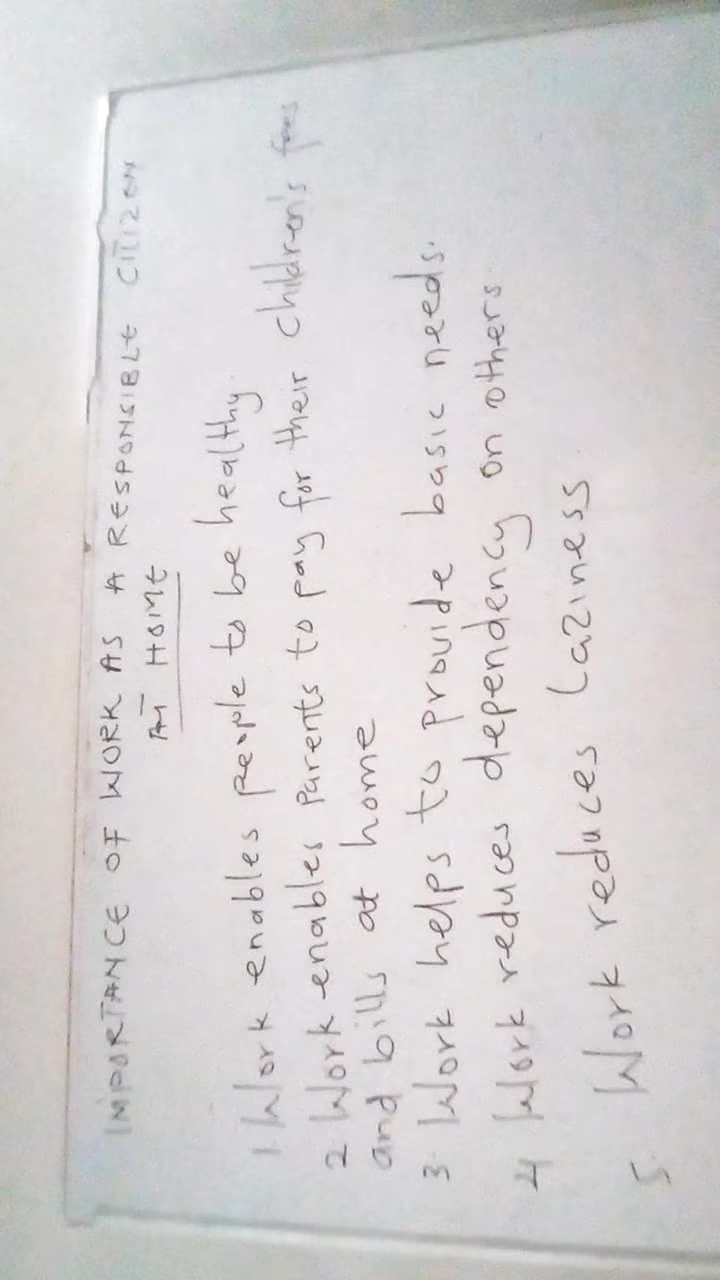 IMPORTANCE OF WORK AS A RESPONSIBLE CITIZEN
AT HOME
1 Work enables people to be healthy.
2 Work enables Parents to pay for their children's fees
and bills at home
3. Work helps to provide basic needs.
4 Work reduces dependency on others.
5. Work reduces Laziness.